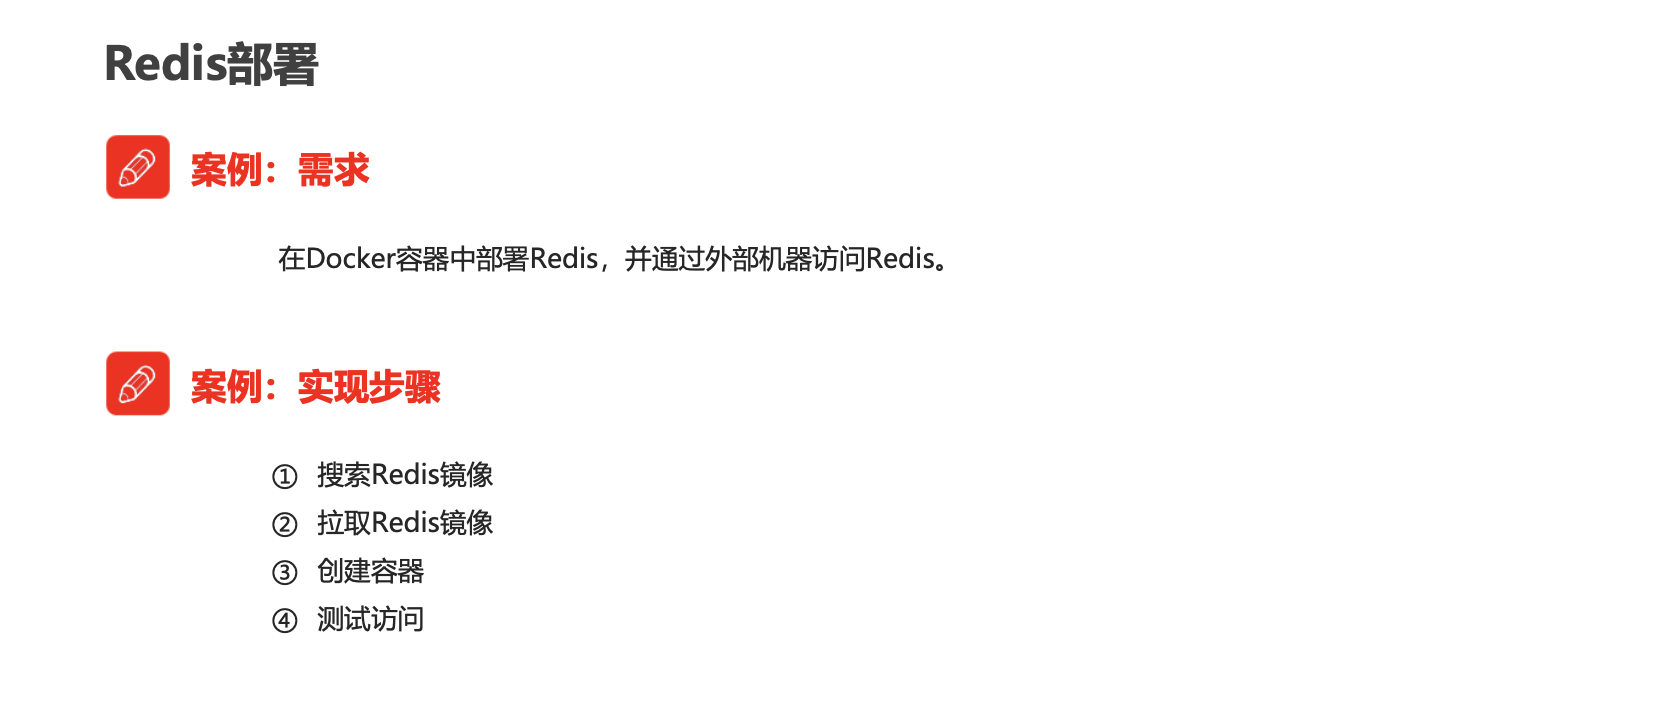 Redis部署
案例：需求
在Docker容器中部署Redis，并通过外部机器访问Redis。
案例：实现步骤
① 搜索Redis镜像
② 拉取Redis镜像
③ 创建容器
④ 测试访问